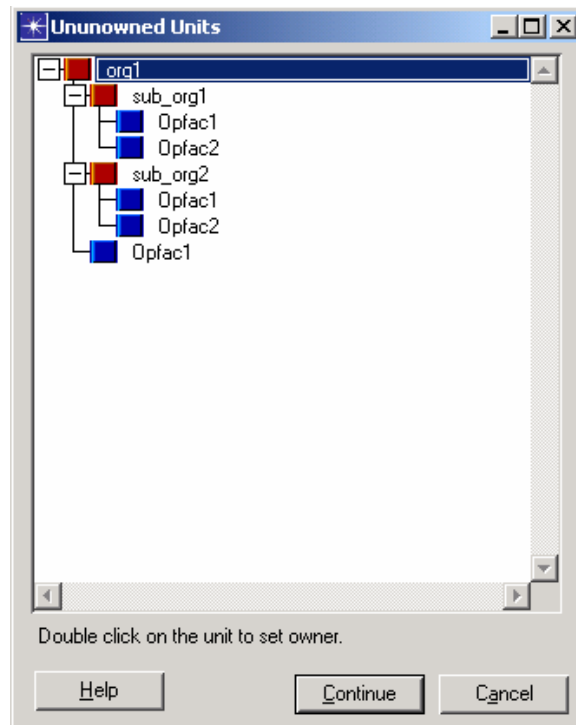 Ununowned Units
org1
sub_org1
Opfac1
Opfac2
sub_org2
Opfac1
Opfac2
Opfac1
Double click on the unit to set owner.
Help Continue Cancel